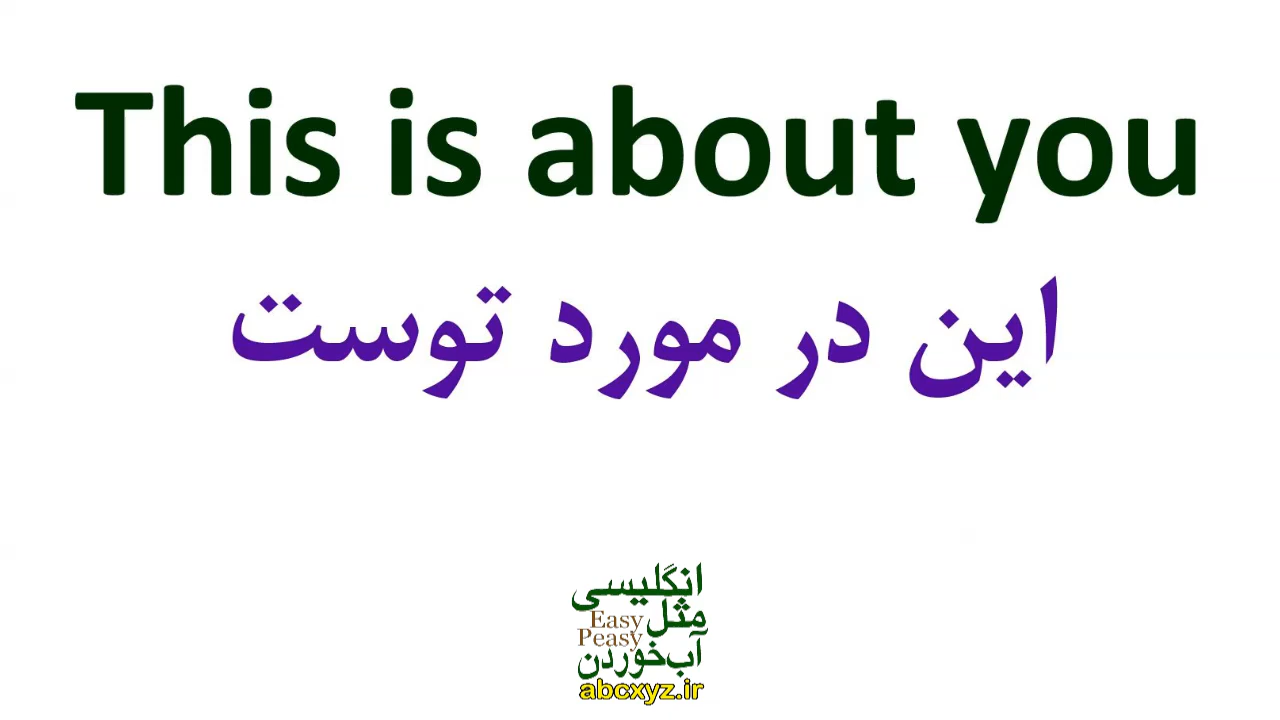 This is about you
این در مورد توست
انگلیسی
مثل
Easy
Peasy
آب‌خوردن
abcxyz.ir